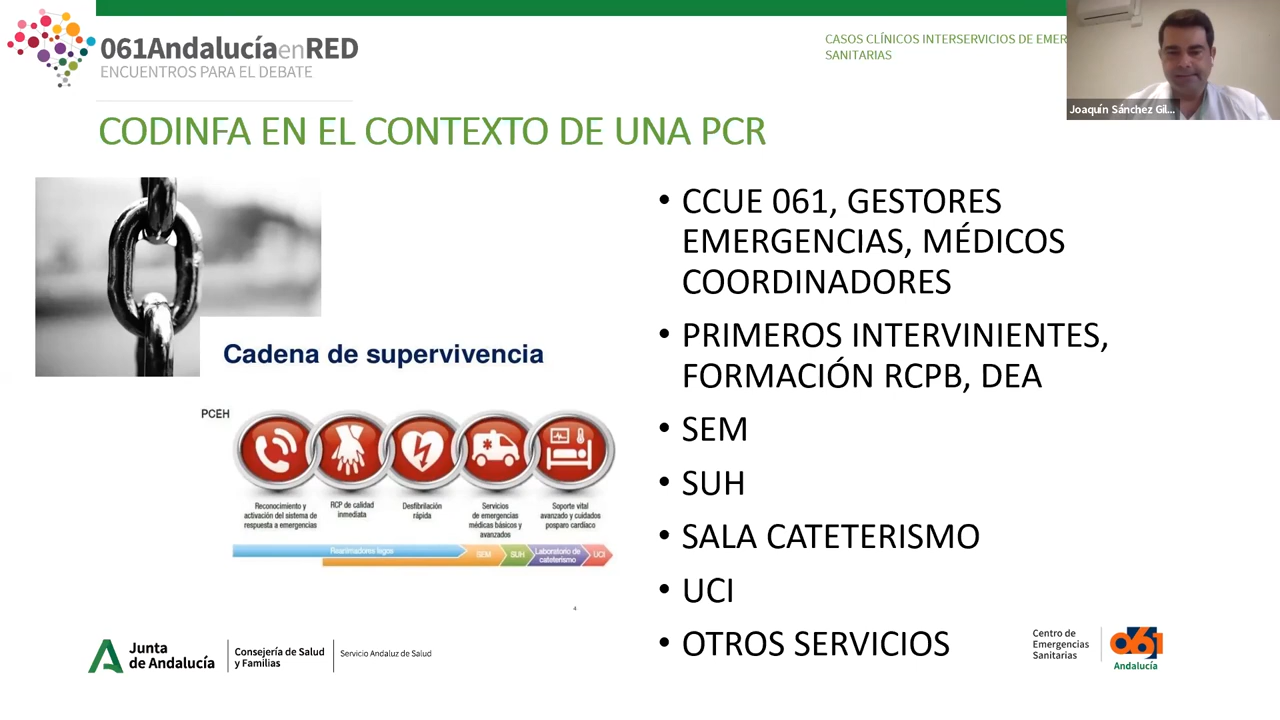 061AndalucíaenRED
ENCUENTROS PARA EL DEBATE
CASOS CLÍNICOS INTERSERVICIOS DE EMER
SANITARIAS
Joaquín Sánchez Gil...
CODINFA EN EL CONTEXTO DE UNA PCR
Cadena de supervivencia
PCEH
Reconocimiento y
activación del sistema de
respuesta a emergencias
RCP de calidad
inmediata
Desfibrilación
rápida
Servicios
de emergencias
médicas básicos y
avanzados
Soporte vital
avanzado y cuidados
posparo cardíaco
Reanimadores legos
SEM
SUH
Laboratorio de
cateterismo
UCI
4
• CCUE 061, GESTORES
EMERGENCIAS, MÉDICOS
COORDINADORES
• PRIMEROS INTERVINIENTES,
FORMACIÓN RCPB, DEA
• SEM
• SUH
• SALA CATETERISMO
• UCI
• OTROS SERVICIOS
Junta
de Andalucía
Consejería de Salud
y Familias
Servicio Andaluz de Salud
Centro de
Emergencias
Sanitarias
061
Andalucía